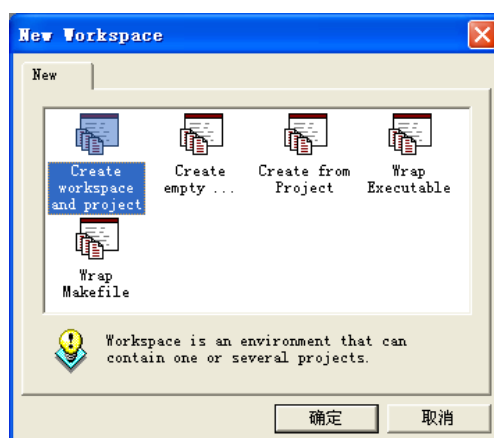 New Workspace
New
Create
workspace
and project
Create
empty ...
Create from
Project
Wrap
Executable
Wrap
Makefile
Workspace is an environment that can
contain one or several projects.
确定
取消